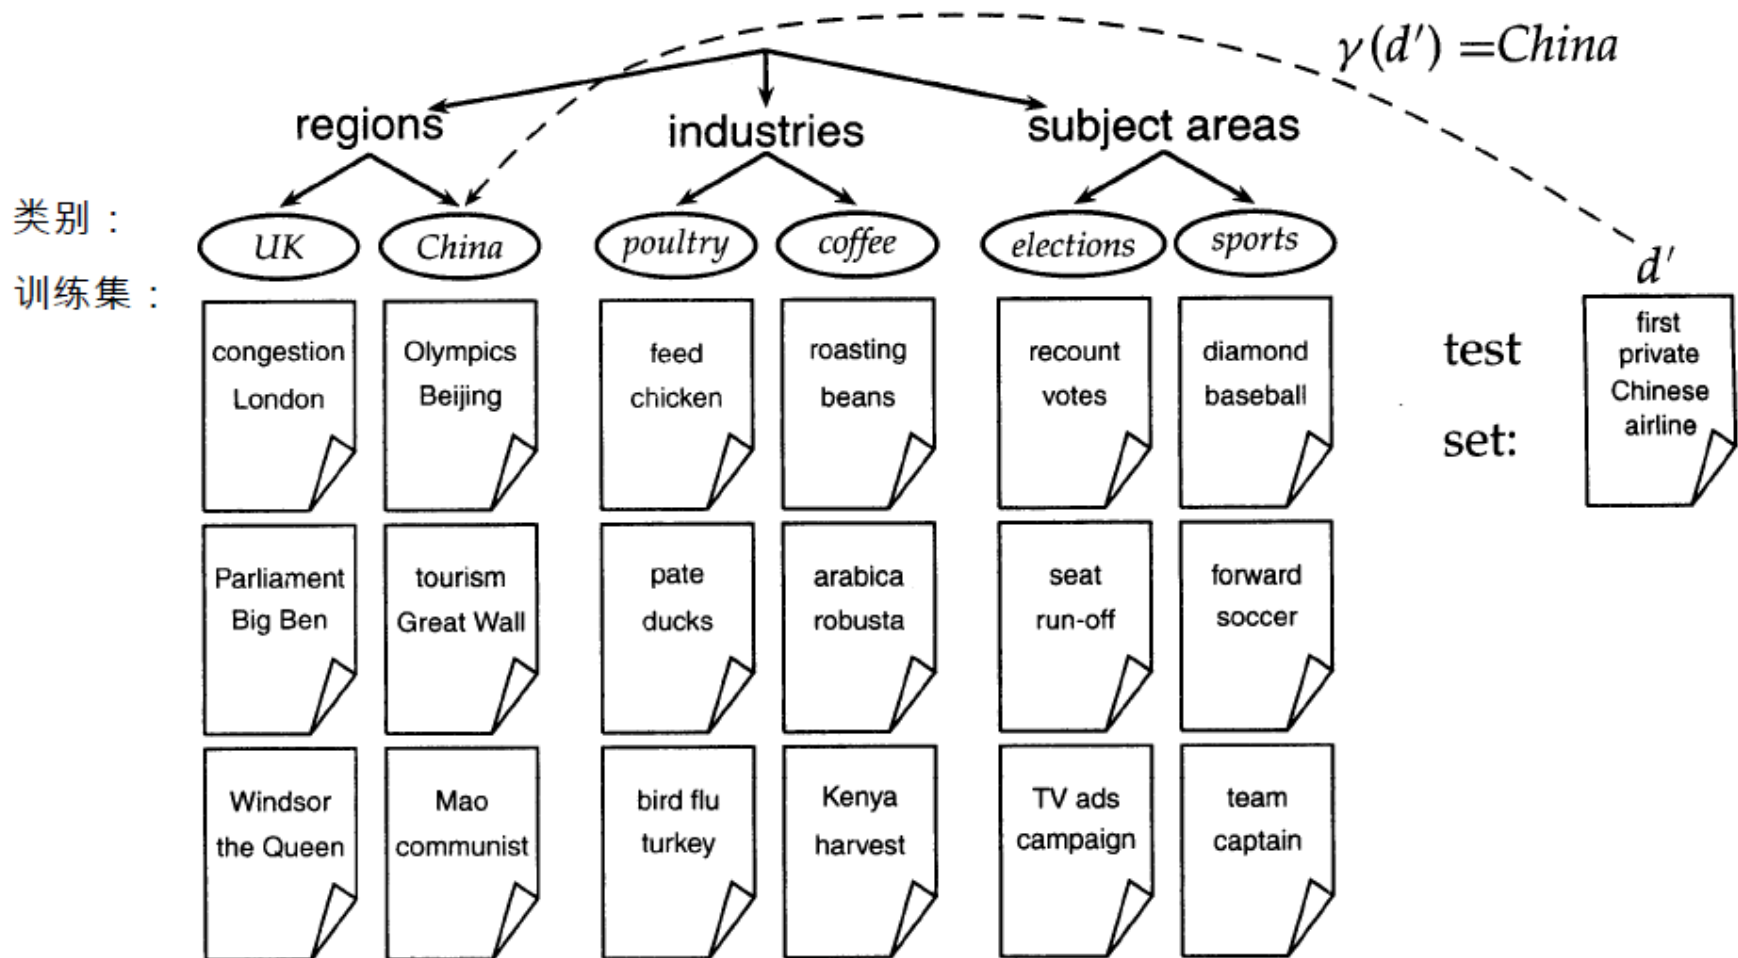 γ(d′) =China
regions
industries
subject areas
类别：
UK
China
poultry
coffee
elections
sports
d′
训练集：
congestion
London
Olympics
Beijing
feed
chicken
roasting
beans
recount
votes
diamond
baseball
test
set:
first
private
Chinese
airline
Parliament
Big Ben
tourism
Great Wall
pate
ducks
arabica
robusta
seat
run-off
forward
soccer
Windsor
the Queen
Mao
communist
bird flu
turkey
Kenya
harvest
TV ads
campaign
team
captain